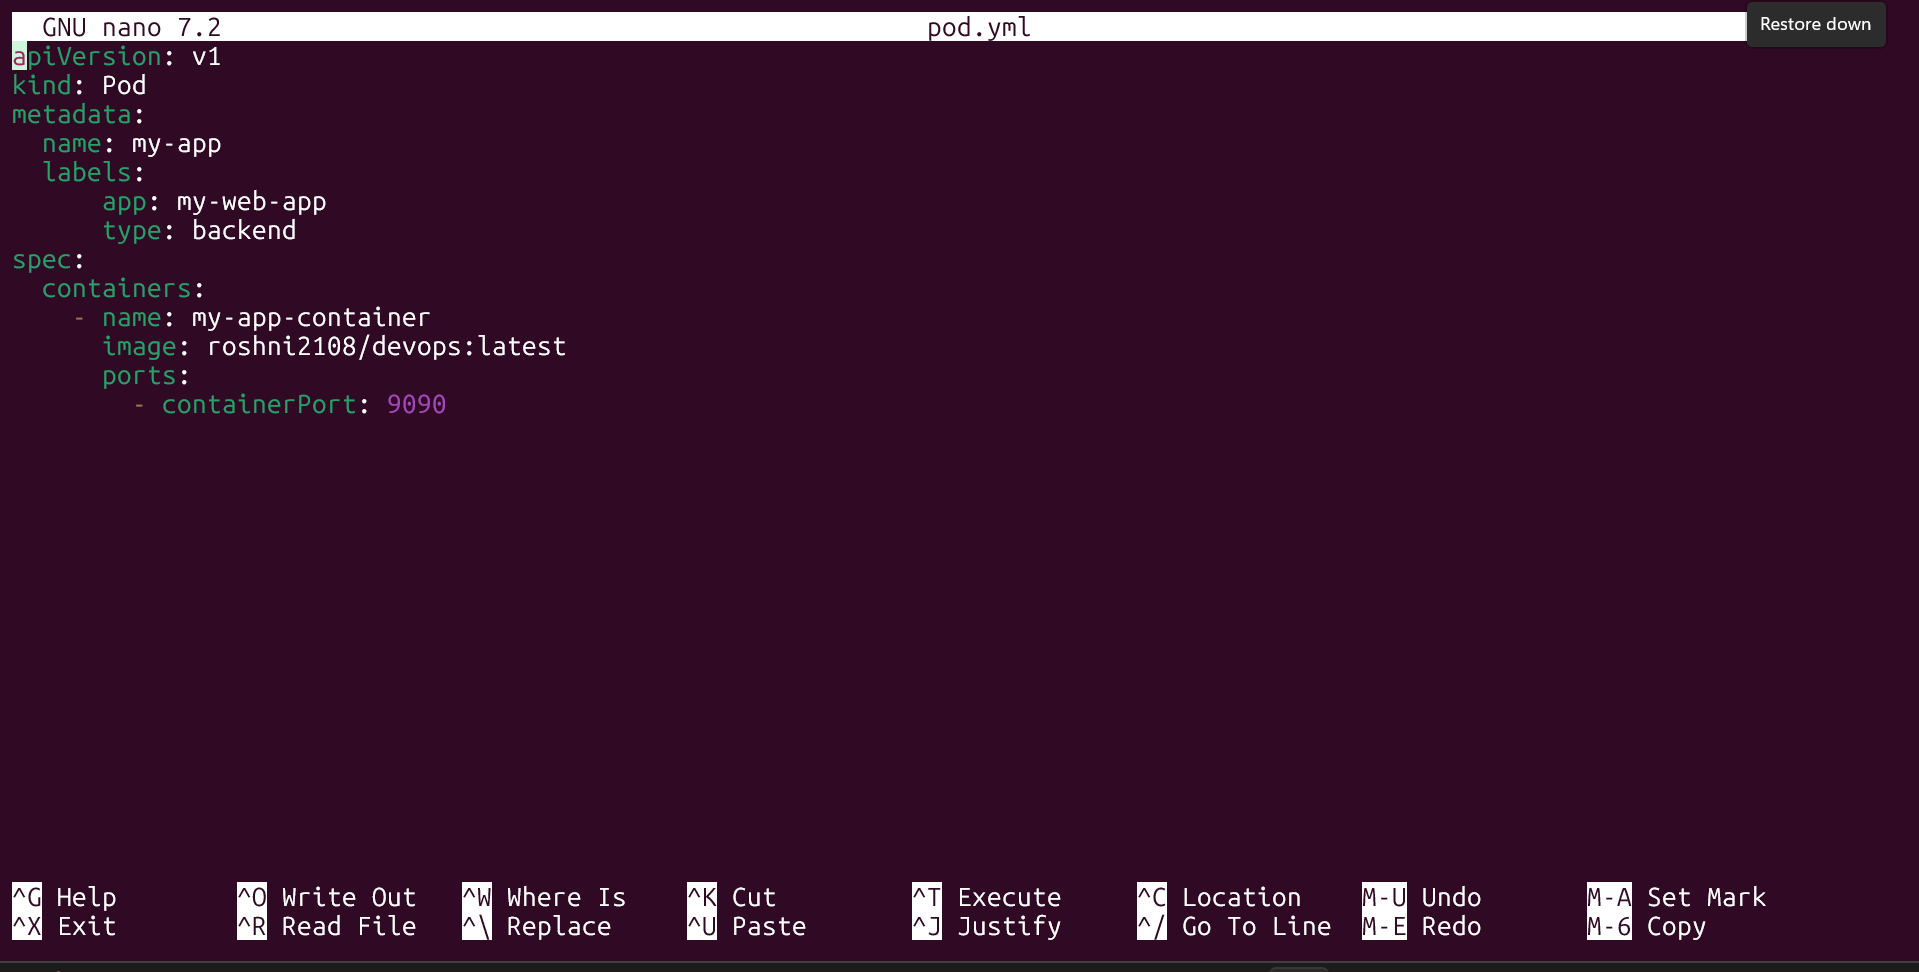 GNU nano 7.2 pod.yml Restore down
apiVersion: v1
kind: Pod
metadata:
  name: my-app
  labels:
      app: my-web-app
      type: backend
spec:
  containers:
    - name: my-app-container
      image: roshni2108/devops:latest
      ports:
        - containerPort: 9090
^G Help ^O Write Out ^W Where Is ^K Cut ^T Execute ^C Location M-U Undo M-A Set Mark
^X Exit ^R Read File ^\ Replace ^U Paste ^J Justify ^/ Go To Line M-E Redo M-6 Copy